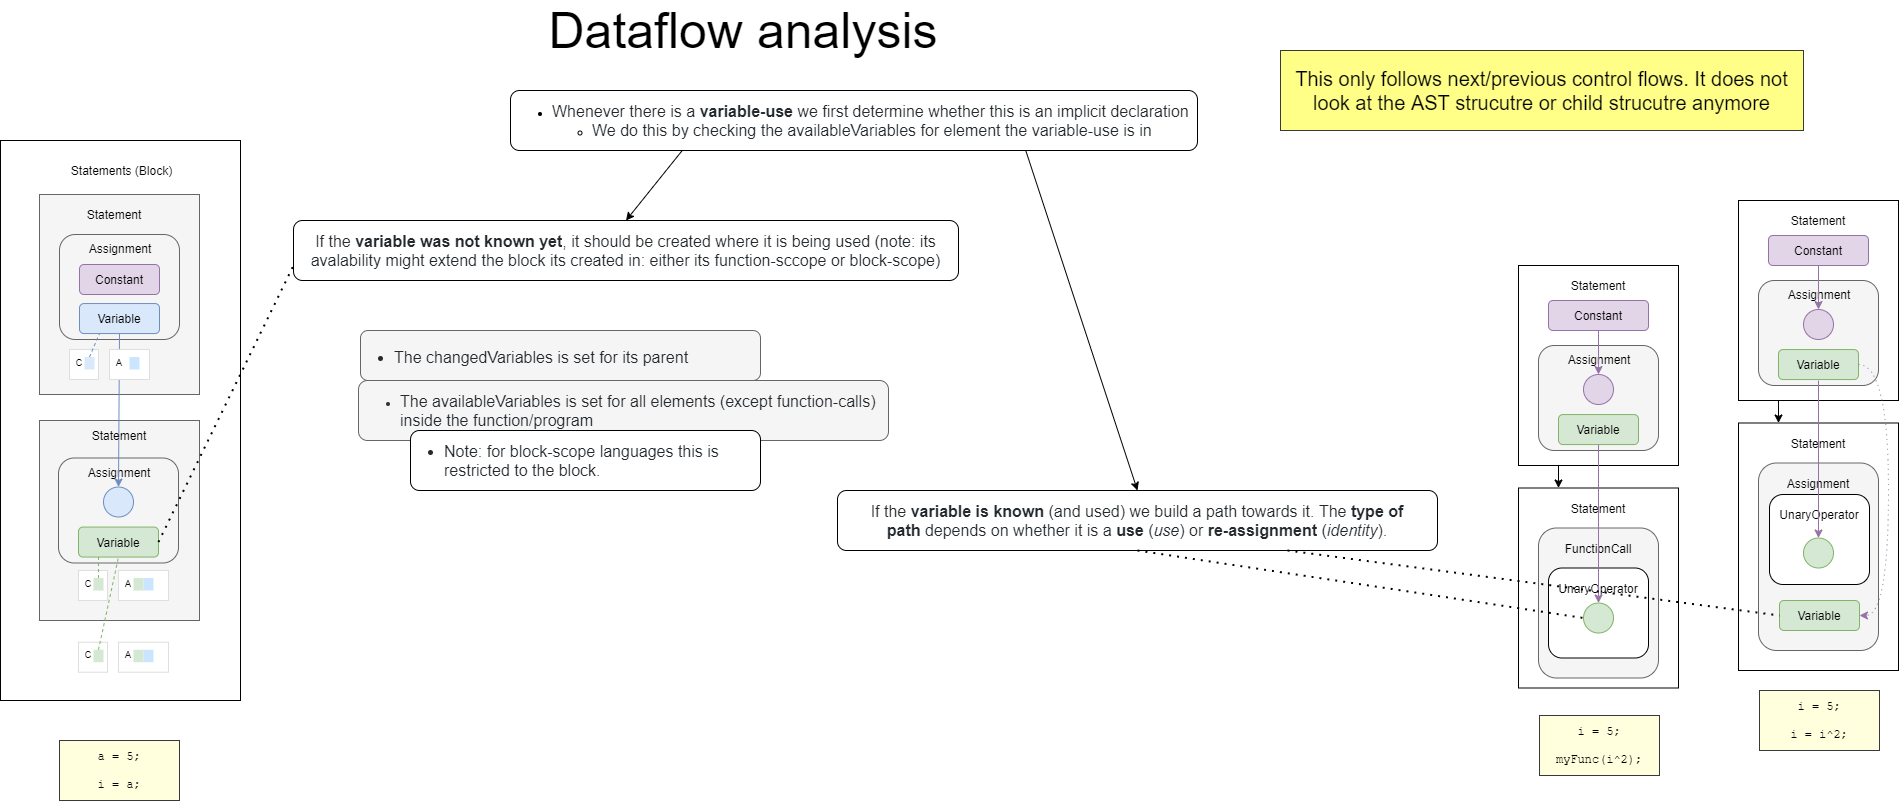 Dataflow analysis
This only follows next/previous control flows. It does not
look at the AST strucutre or child strucutre anymore
Whenever there is a variable-use we first determine whether this is an implicit declaration
We do this by checking the availableVariables for element the variable-use is in
If the variable was not known yet, it should be created where it is being used (note: its
avalability might extend the block its created in: either its function-sccope or block-scope)
The changedVariables is set for its parent
The availableVariables is set for all elements (except function-calls)
inside the function/program
Note: for block-scope languages this is
restricted to the block.
If the variable is known (and used) we build a path towards it. The type of
path depends on whether it is a use (use) or re-assignment (identity).
Statements (Block)
Statement
Assignment
Constant
Variable
C
A
Statement
Assignment
Variable
C
A
C
A
a = 5;
i = a;
Statement
Constant
Assignment
Variable
Statement
FunctionCall
UnaryOperator
i = 5;
myFunc(i^2);
Statement
Constant
Assignment
Variable
Statement
Assignment
UnaryOperator
Variable
i = 5;
i = i^2;